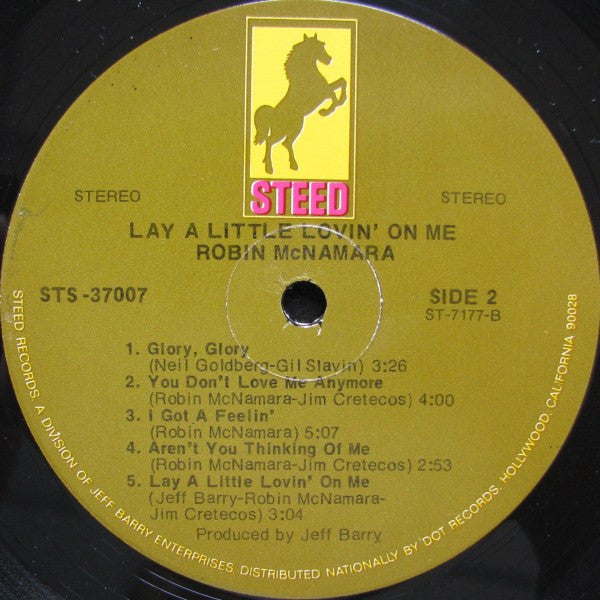 STEED
STEREO
STEREO
LAY A LITTLE LOVIN' ON ME
ROBIN McNAMARA
STS-37007
SIDE 2
ST-7177-B
1. Glory, Glory
(Neil Goldberg-Gil Slavin) 3:26
2. You Don't Love Me Anymore
(Robin McNamara-Jim Cretecos) 4:00
3. I Got A Feelin'
(Robin McNamara) 5:07
4. Aren't You Thinking Of Me
(Robin McNamara-Jim Cretecos) 2:53
5. Lay A Little Lovin' On Me
(Jeff Barry-Robin McNamara-
Jim Cretecos) 3:04
Produced by Jeff Barry
STEED RECORDS, A DIVISION OF JEFF BARRY ENTERPRISES, DISTRIBUTED NATIONALLY BY DOT RECORDS, HOLLYWOOD, CALIFORNIA 90028